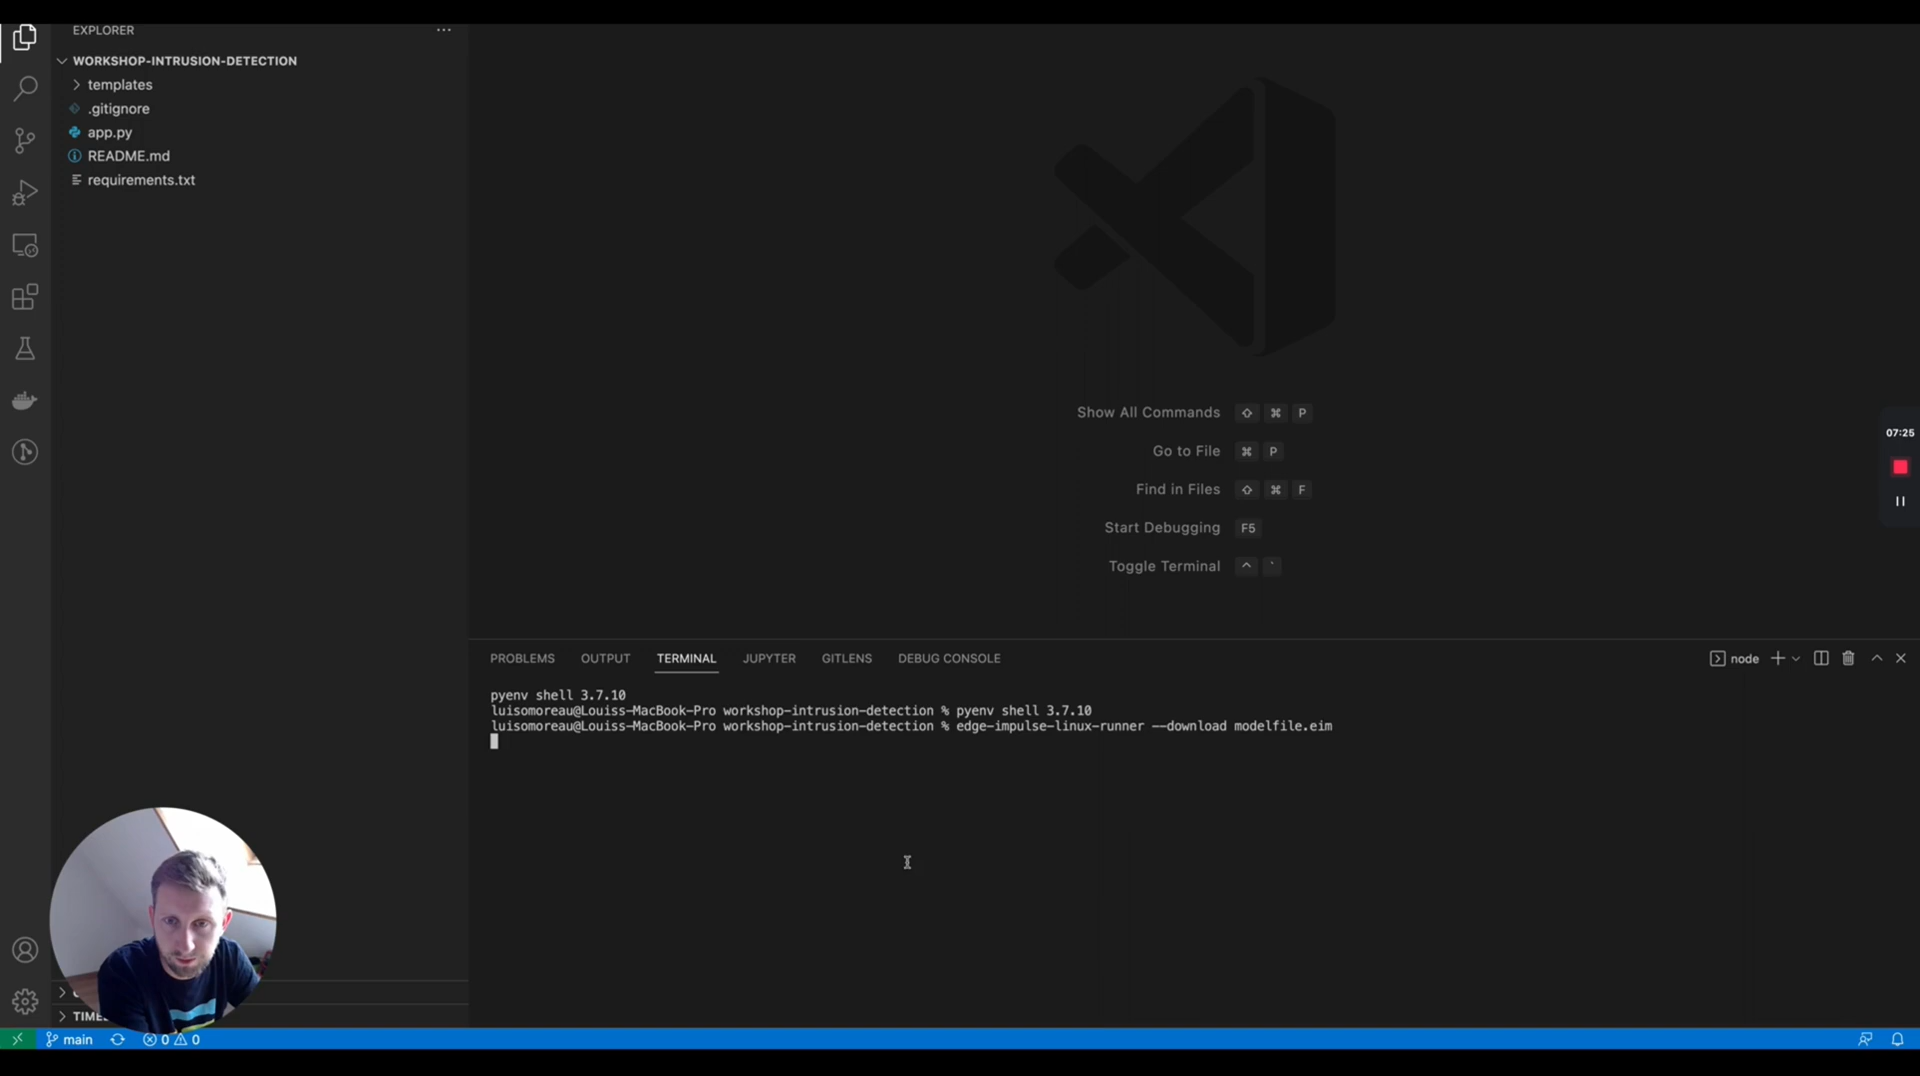 EXPLORER
WORKSHOP-INTRUSION-DETECTION
templates
.gitignore
app.py
README.md
requirements.txt
Show All Commands ⇧ ⌘ P
Go to File ⌘ P
Find in Files ⇧ ⌘ F
Start Debugging F5
Toggle Terminal ^ `
07:25
PROBLEMS OUTPUT TERMINAL JUPYTER GITLENS DEBUG CONSOLE
node
pyenv shell 3.7.10
luisomoreau@Louiss-MacBook-Pro workshop-intrusion-detection % pyenv shell 3.7.10
luisomoreau@Louiss-MacBook-Pro workshop-intrusion-detection % edge-impulse-linux-runner --download modelfile.eim
main 0 0